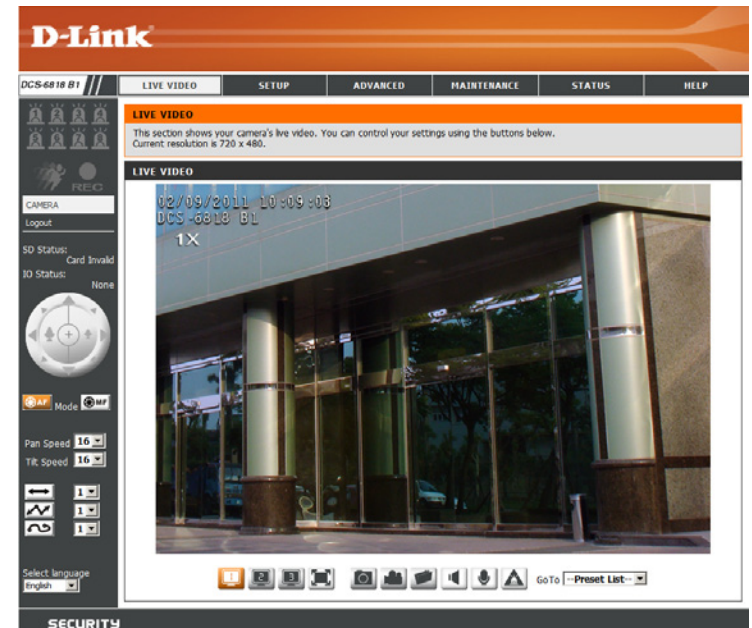 D-Link
DCS-6818 B1
LIVE VIDEO
SETUP
ADVANCED
MAINTENANCE
STATUS
HELP
LIVE VIDEO
This section shows your camera's live video. You can control your settings using the buttons below.
Current resolution is 720 x 480.
REC
LIVE VIDEO
CAMERA
Logout
02/09/2011 10:09:03
DCS-6818 B1
1X
SD Status:
Card Invalid
IO Status:
None
AF
Mode
MF
Pan Speed 16
Tilt Speed 16
1
1
1
Select language
English
1
2
3
GoTo --Preset List--
SECURITY